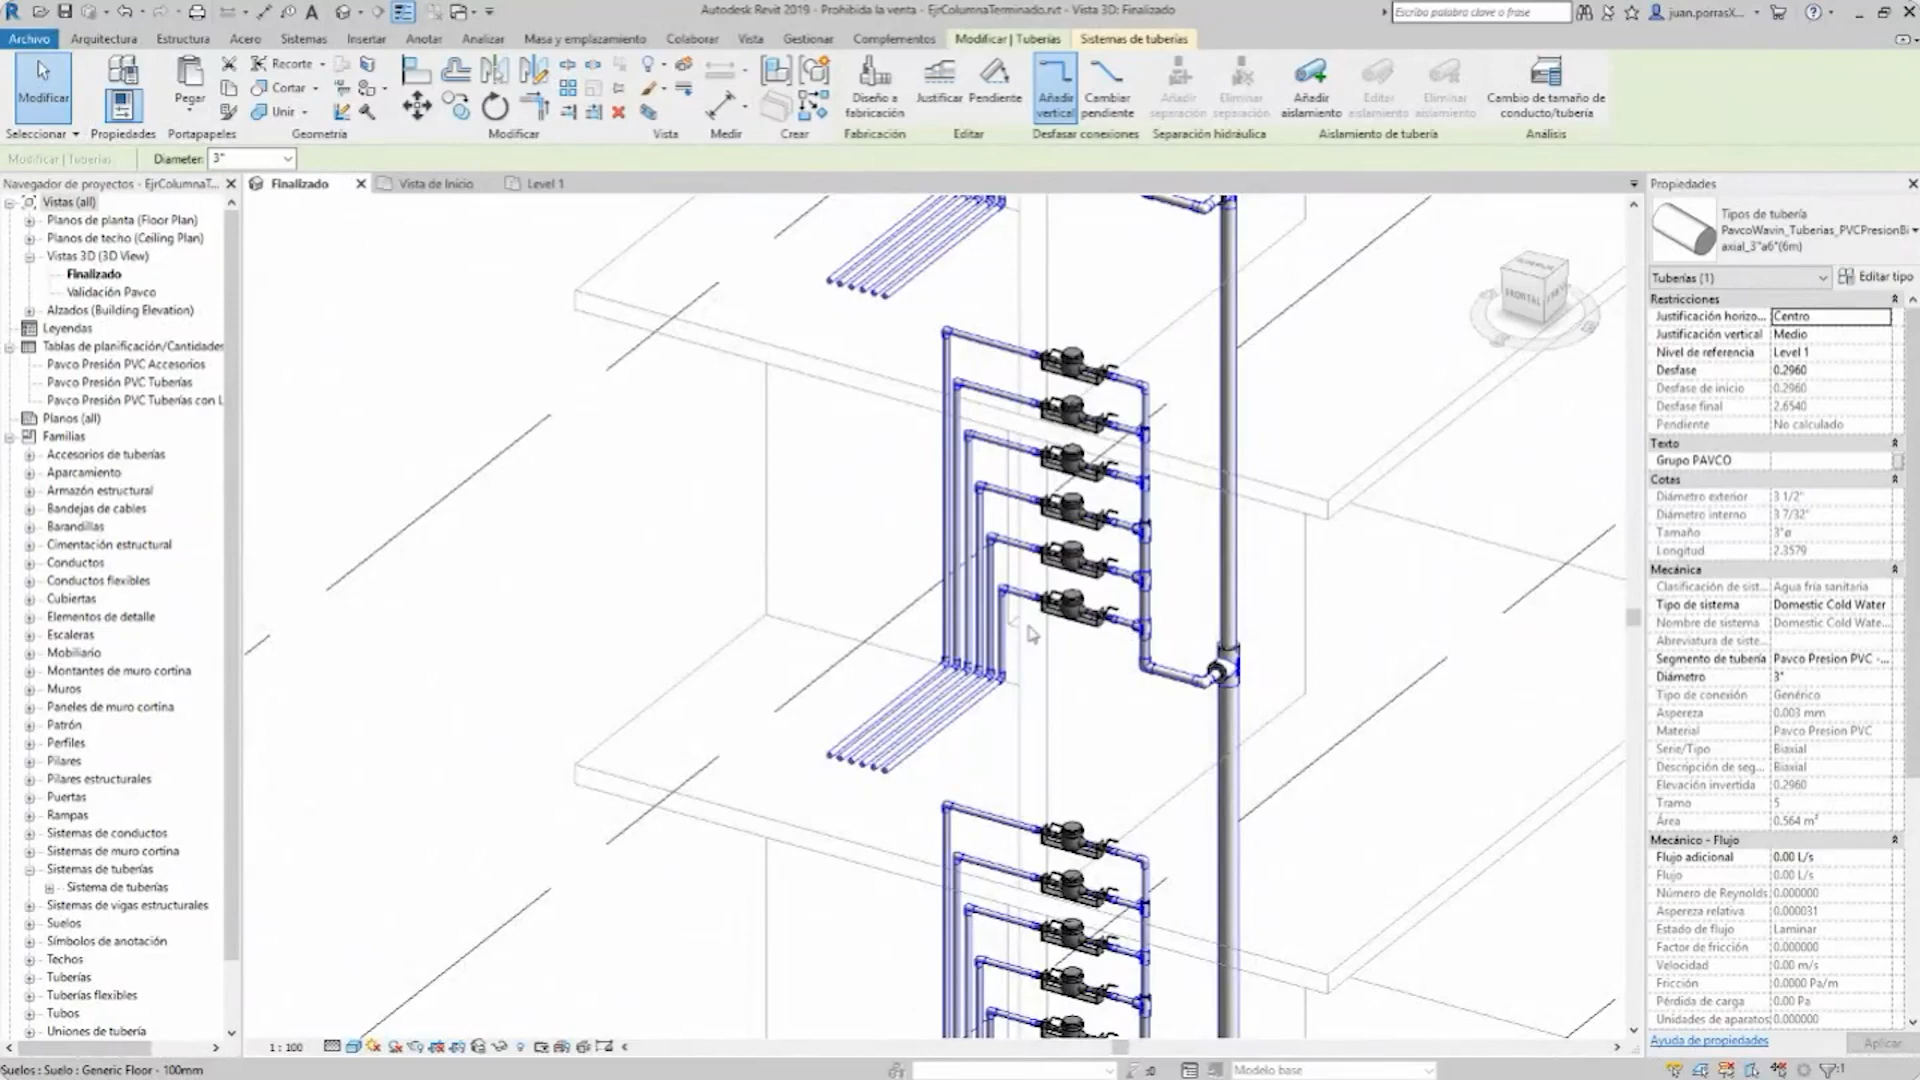 Autodesk Revit 2019 - Prohibida la venta - EjrColumnaTerminado.rvt - Vista 3D: Finalizado
Escriba palabra clave o frase
juan.porrasX...
Archivo
Arquitectura
Estructura
Acero
Sistemas
Insertar
Anotar
Analizar
Masa y emplazamiento
Colaborar
Vista
Gestionar
Complementos
Modificar | Tuberías
Sistemas de tuberías
Modificar
Pegar
Recorte
Cortar
Unir
Diseño a fabricación
Justificar
Pendiente
Añadir vertical
Cambiar pendiente
Añadir separación
Eliminar separación
Añadir aislamiento
Editar aislamiento
Eliminar aislamiento
Cambio de tamaño de conducto/tubería
Seleccionar
Propiedades
Portapapeles
Geometría
Modificar
Vista
Medir
Crear
Fabricación
Editar
Desfasar conexiones
Separación hidráulica
Aislamiento de tubería
Análisis
Modificar | Tuberías
Diameter: 3"
Navegador de proyectos - EjrColumnaT...
Vistas (all)
Planos de planta (Floor Plan)
Planos de techo (Ceiling Plan)
Vistas 3D (3D View)
Finalizado
Validación Pavco
Alzados (Building Elevation)
Leyendas
Tablas de planificación/Cantidades
Pavco Presión PVC Accesorios
Pavco Presión PVC Tuberías
Pavco Presión PVC Tuberías con L
Planos (all)
Familias
Accesorios de tuberías
Aparcamiento
Armazón estructural
Bandejas de cables
Barandillas
Cimentación estructural
Conductos
Conductos flexibles
Cubiertas
Elementos de detalle
Escaleras
Mobiliario
Montantes de muro cortina
Muros
Paneles de muro cortina
Patrón
Perfiles
Pilares
Pilares estructurales
Puertas
Rampas
Sistemas de conductos
Sistemas de muro cortina
Sistemas de tuberías
Sistema de tuberías
Sistemas de vigas estructurales
Suelos
Símbolos de anotación
Techos
Tuberías
Tuberías flexibles
Tubos
Uniones de tubería
Finalizado
Vista de Inicio
Level 1
FRONTAL
Propiedades
Tipos de tubería
PavcoWavin_Tuberias_PVCPresionBi
axial_3"a6"(6m)
Tuberías (1)
Editar tipo
Restricciones
Justificación horizo... Centro
Justificación vertical Medio
Nivel de referencia Level 1
Desfase 0.2960
Desfase de inicio 0.2960
Desfase final 2.6540
Pendiente No calculado
Texto
Grupo PAVCO
Cotas
Diámetro exterior 3 1/2"
Diámetro interno 3 7/32"
Tamaño 3"ø
Longitud 2.3579
Mecánica
Clasificación de sist... Agua fría sanitaria
Tipo de sistema Domestic Cold Water
Nombre de sistema Domestic Cold Wate...
Abreviatura de siste...
Segmento de tubería Pavco Presion PVC -...
Diámetro 3"
Tipo de conexión Genérico
Aspereza 0.003 mm
Material Pavco Presion PVC
Serie/Tipo Biaxial
Descripción de seg... Biaxial
Elevación invertida 0.2960
Tramo 5
Área 0.564 m²
Mecánico - Flujo
Flujo adicional 0.00 L/s
Flujo 0.00 L/s
Número de Reynolds 0.000000
Aspereza relativa 0.000031
Estado de flujo Laminar
Factor de fricción 0.000000
Velocidad 0.00 m/s
Fricción 0.0000 Pa/m
Pérdida de carga 0.00 Pa
Unidades de aparatos 0.000000
Ayuda de propiedades
Aplicar
1 : 100
Suelos : Suelo : Generic Floor - 100mm
:0
Modelo base
:1